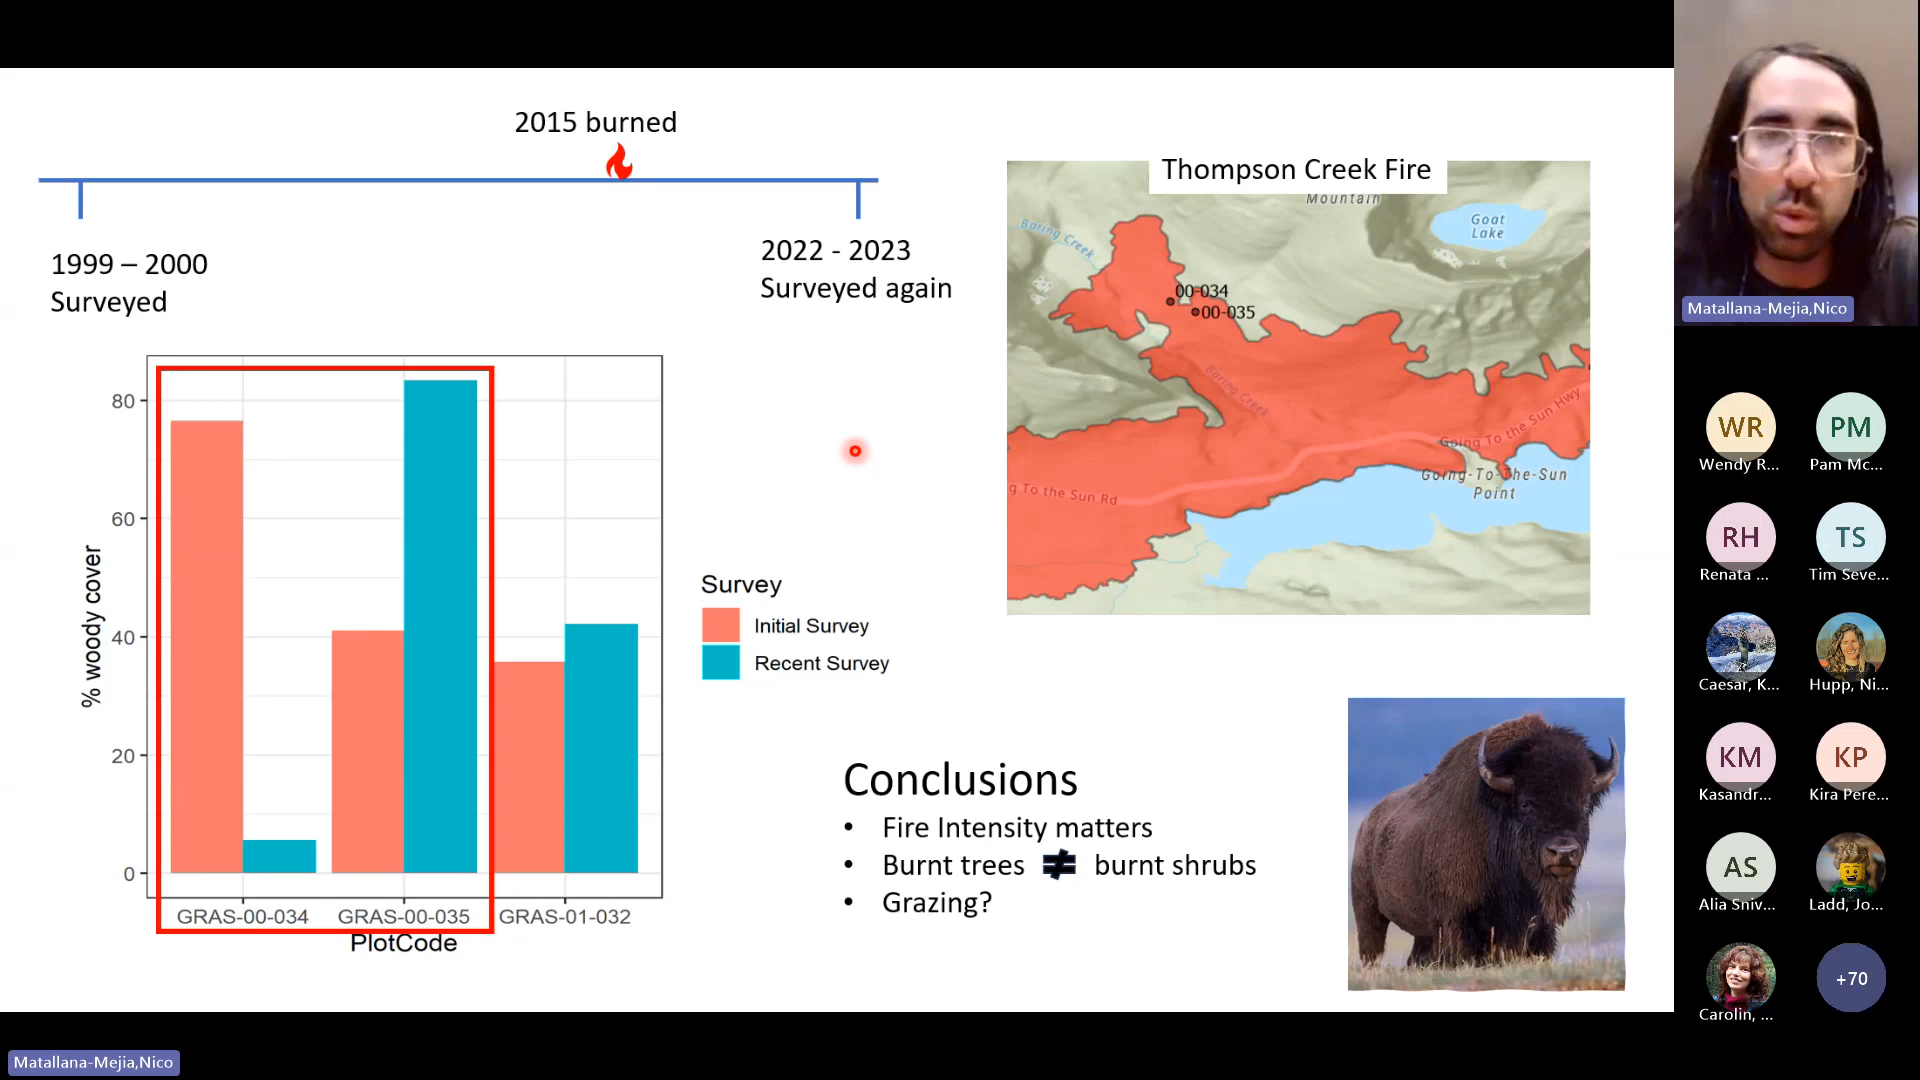 2015 burned
1999 – 2000
Surveyed
2022 - 2023
Surveyed again
Thompson Creek Fire
Mountain
Goat
Lake
Baring Creek
00-034
00-035
Baring Creek
Going To the Sun Hwy
Going-To-The-Sun
Point
g To the Sun Rd
80
60
40
20
0
% woody cover
GRAS-00-034
GRAS-00-035
GRAS-01-032
PlotCode
Survey
Initial Survey
Recent Survey
Conclusions
• Fire Intensity matters
• Burnt trees ≠ burnt shrubs
• Grazing?
Matallana-Mejia,Nico
WR
Wendy R...
PM
Pam Mc...
RH
Renata ...
TS
Tim Seve...
Caesar, K...
Hupp, Ni...
KM
Kasandr...
KP
Kira Pere...
AS
Alia Sniv...
Ladd, Jo...
Carolin, ...
+70
Matallana-Mejia,Nico